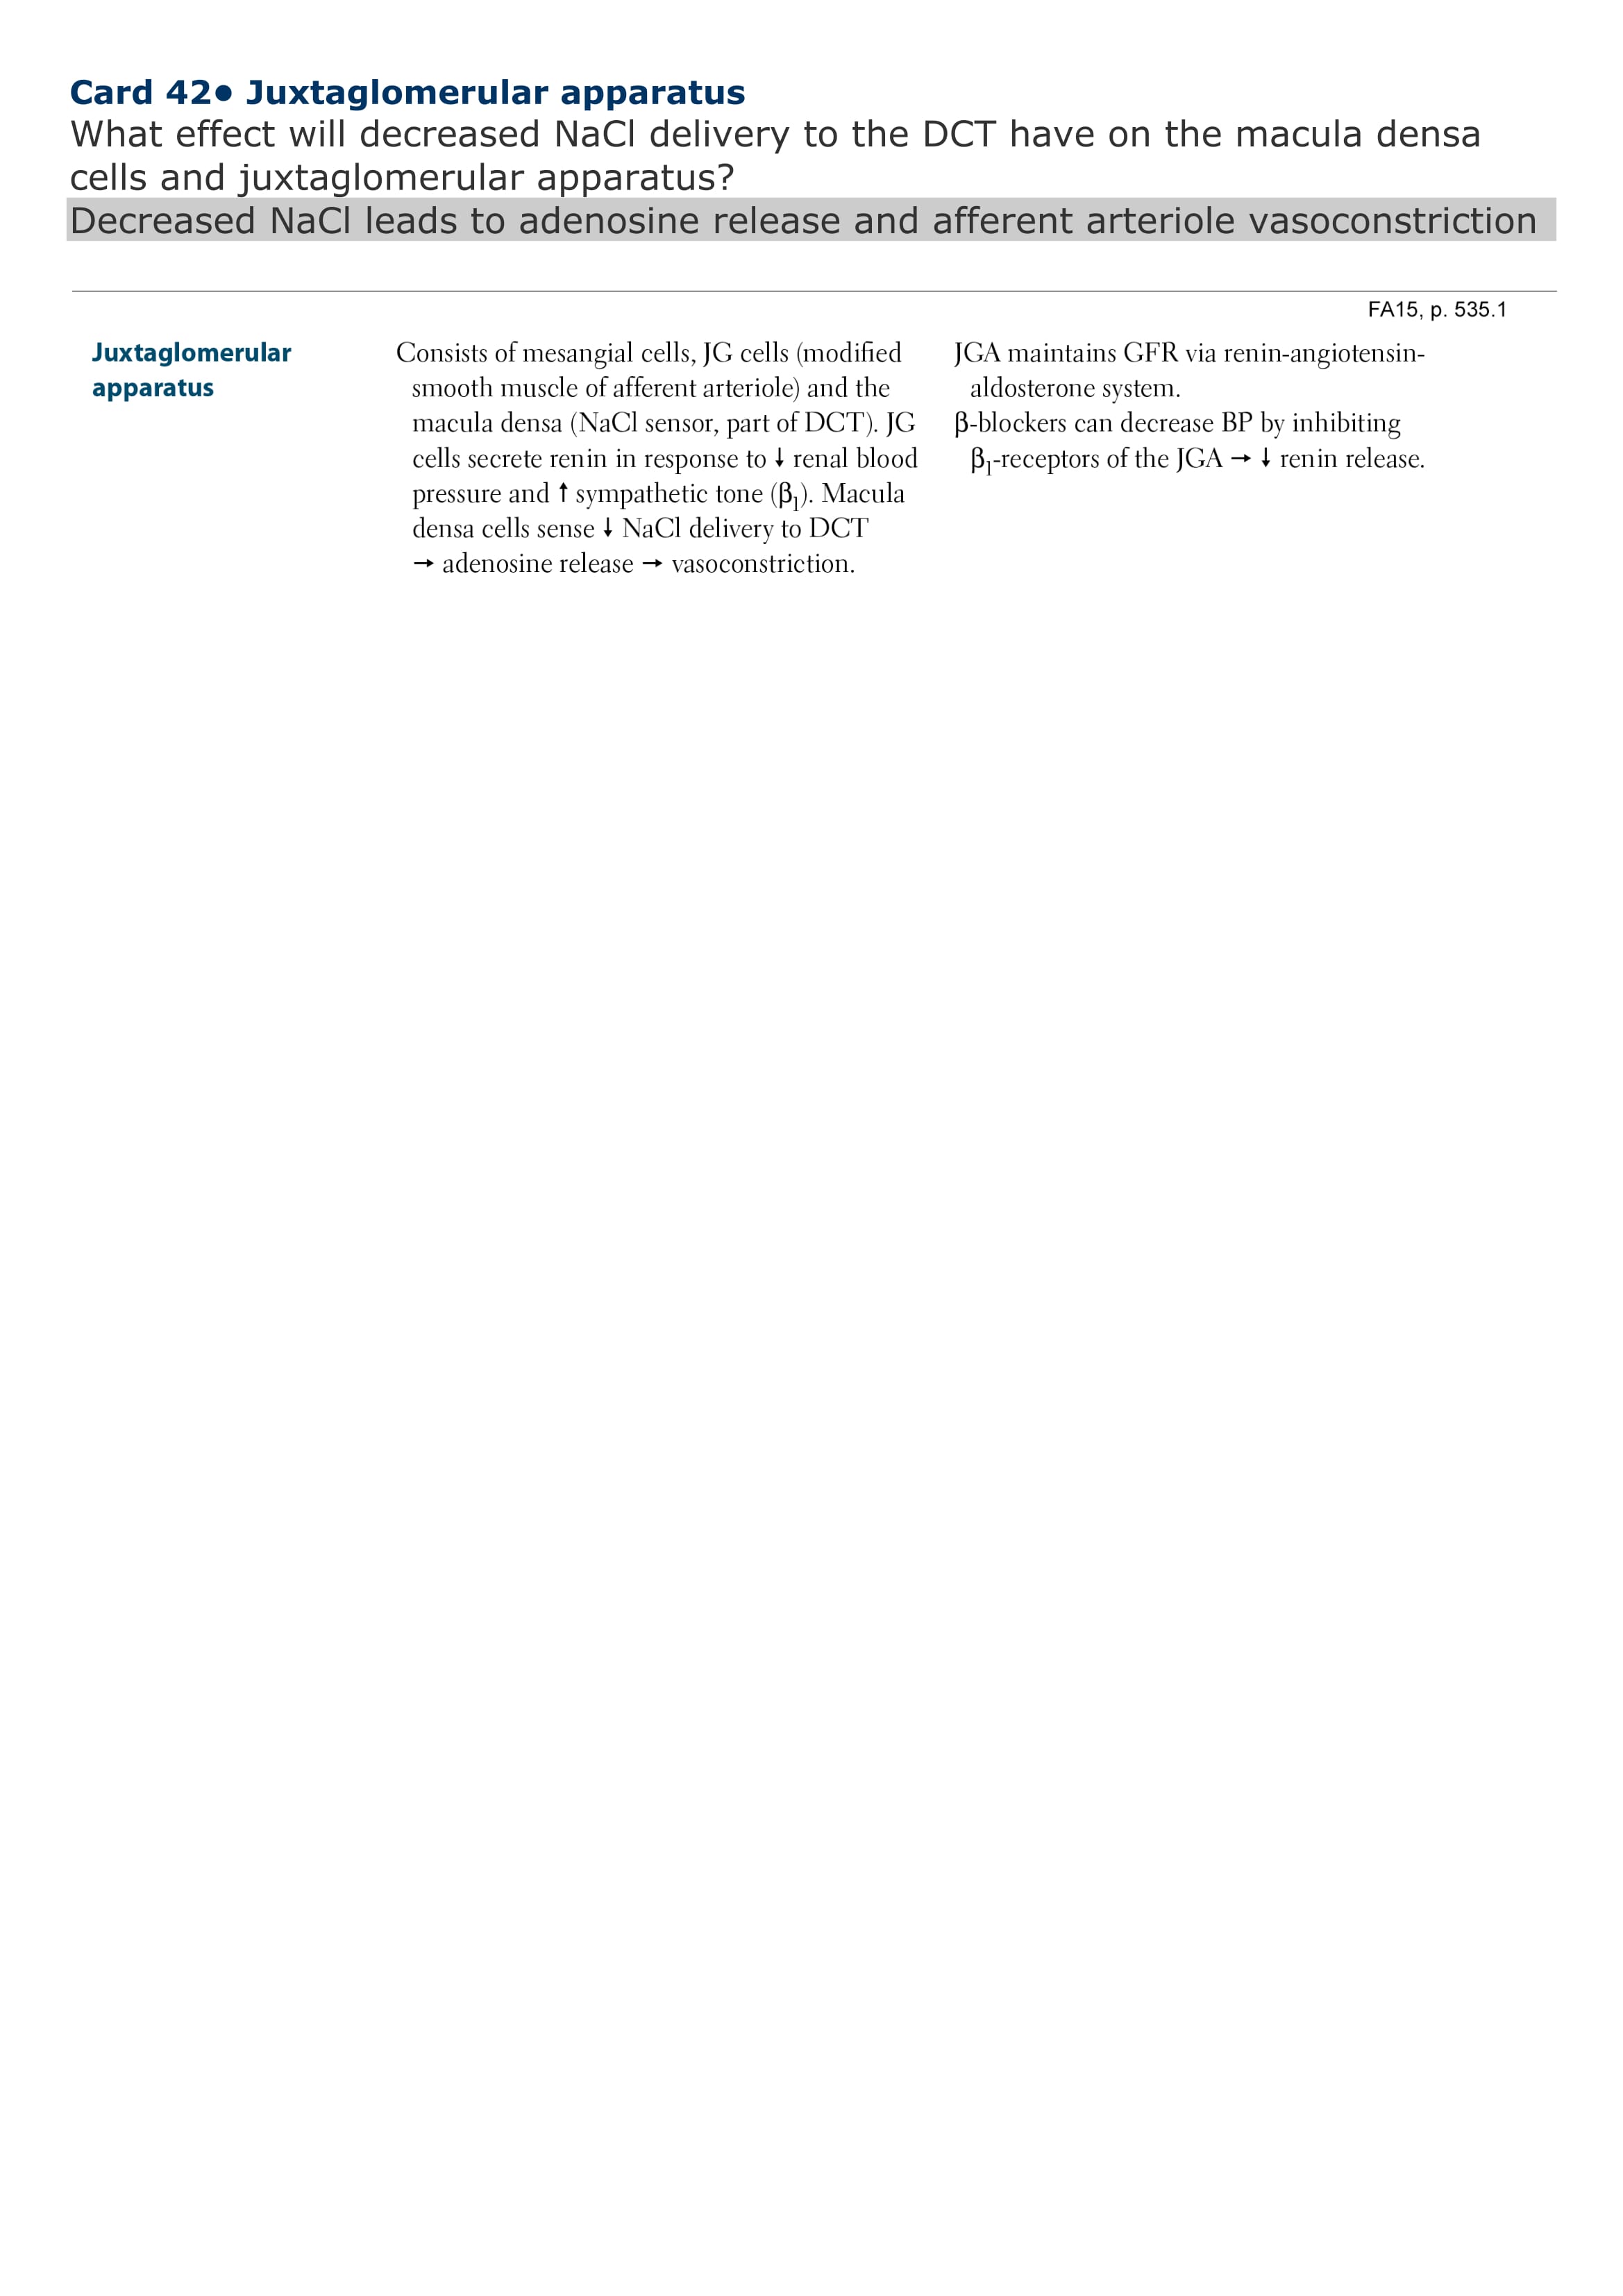 Card 42● Juxtaglomerular apparatus
What effect will decreased NaCl delivery to the DCT have on the macula densa
cells and juxtaglomerular apparatus?
Decreased NaCl leads to adenosine release and afferent arteriole vasoconstriction
FA15, p. 535.1
Juxtaglomerular
apparatus
Consists of mesangial cells, JG cells (modified
smooth muscle of afferent arteriole) and the
macula densa (NaCl sensor, part of DCT). JG
cells secrete renin in response to ↓ renal blood
pressure and ↑ sympathetic tone (β₁). Macula
densa cells sense ↓ NaCl delivery to DCT
→ adenosine release → vasoconstriction.
JGA maintains GFR via renin-angiotensin-
aldosterone system.
β-blockers can decrease BP by inhibiting
β₁-receptors of the JGA → ↓ renin release.